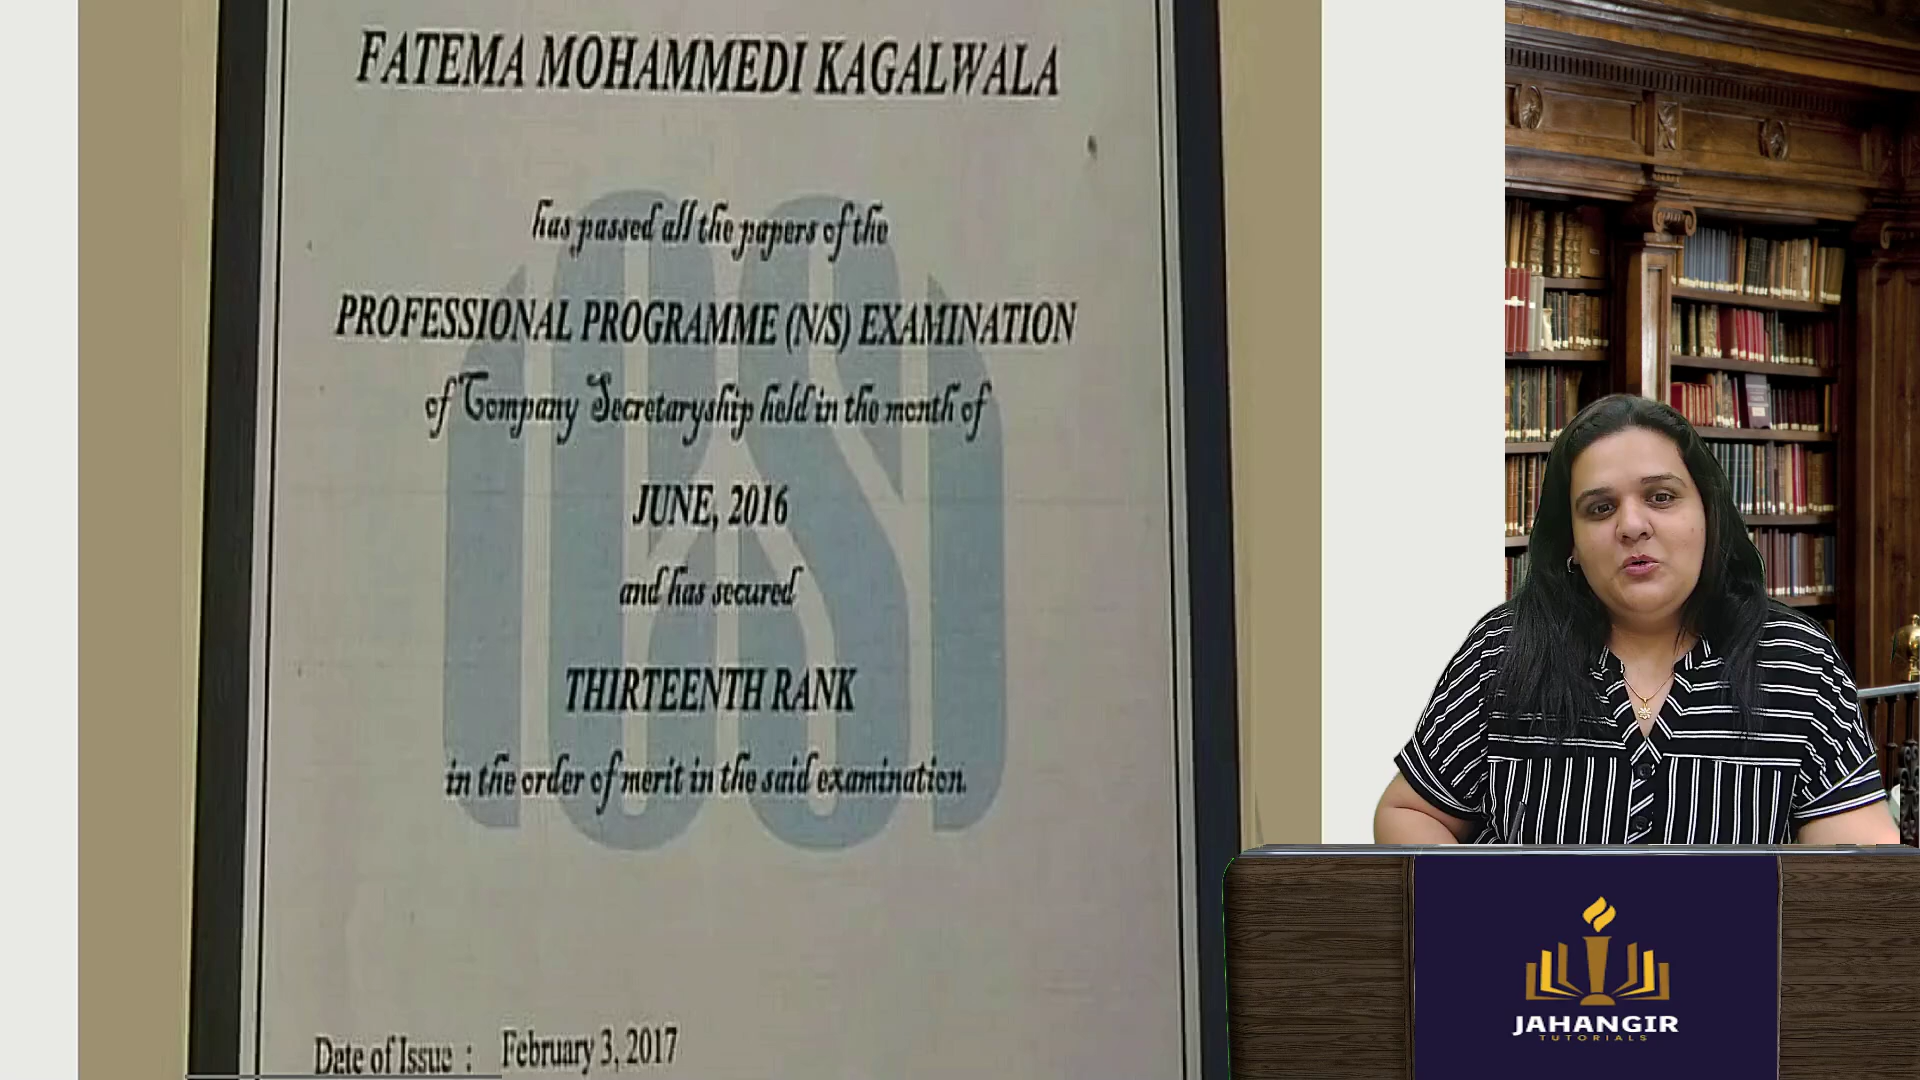 FATEMA MOHAMMEDI KAGALWALA
has passed all the papers of the
PROFESSIONAL PROGRAMME (N/S) EXAMINATION
of Company Secretaryship held in the month of
JUNE, 2016
and has secured
THIRTEENTH RANK
in the order of merit in the said examination.
Date of Issue : February 3, 2017
ICSI
JAHANGIR
TUTORIALS